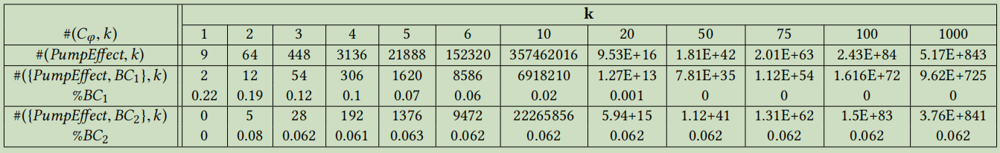 k
#(Cφ, k) 1 2 3 4 5 6 10 20 50 75 100 1000
#(PumpEffect, k) 9 64 448 3136 21888 152320 357462016 9.53E+16 1.81E+42 2.01E+63 2.43E+84 5.17E+843
#({PumpEffect, BC1}, k) 2 12 54 306 1620 8586 6918210 1.27E+13 7.81E+35 1.12E+54 1.616E+72 9.62E+725
%BC1 0.22 0.19 0.12 0.1 0.07 0.06 0.02 0.001 0 0 0 0
#({PumpEffect, BC2}, k) 0 5 28 192 1376 9472 22265856 5.94+15 1.12+41 1.31E+62 1.5E+83 3.76E+841
%BC2 0 0.08 0.062 0.061 0.063 0.062 0.062 0.062 0.062 0.062 0.062 0.062